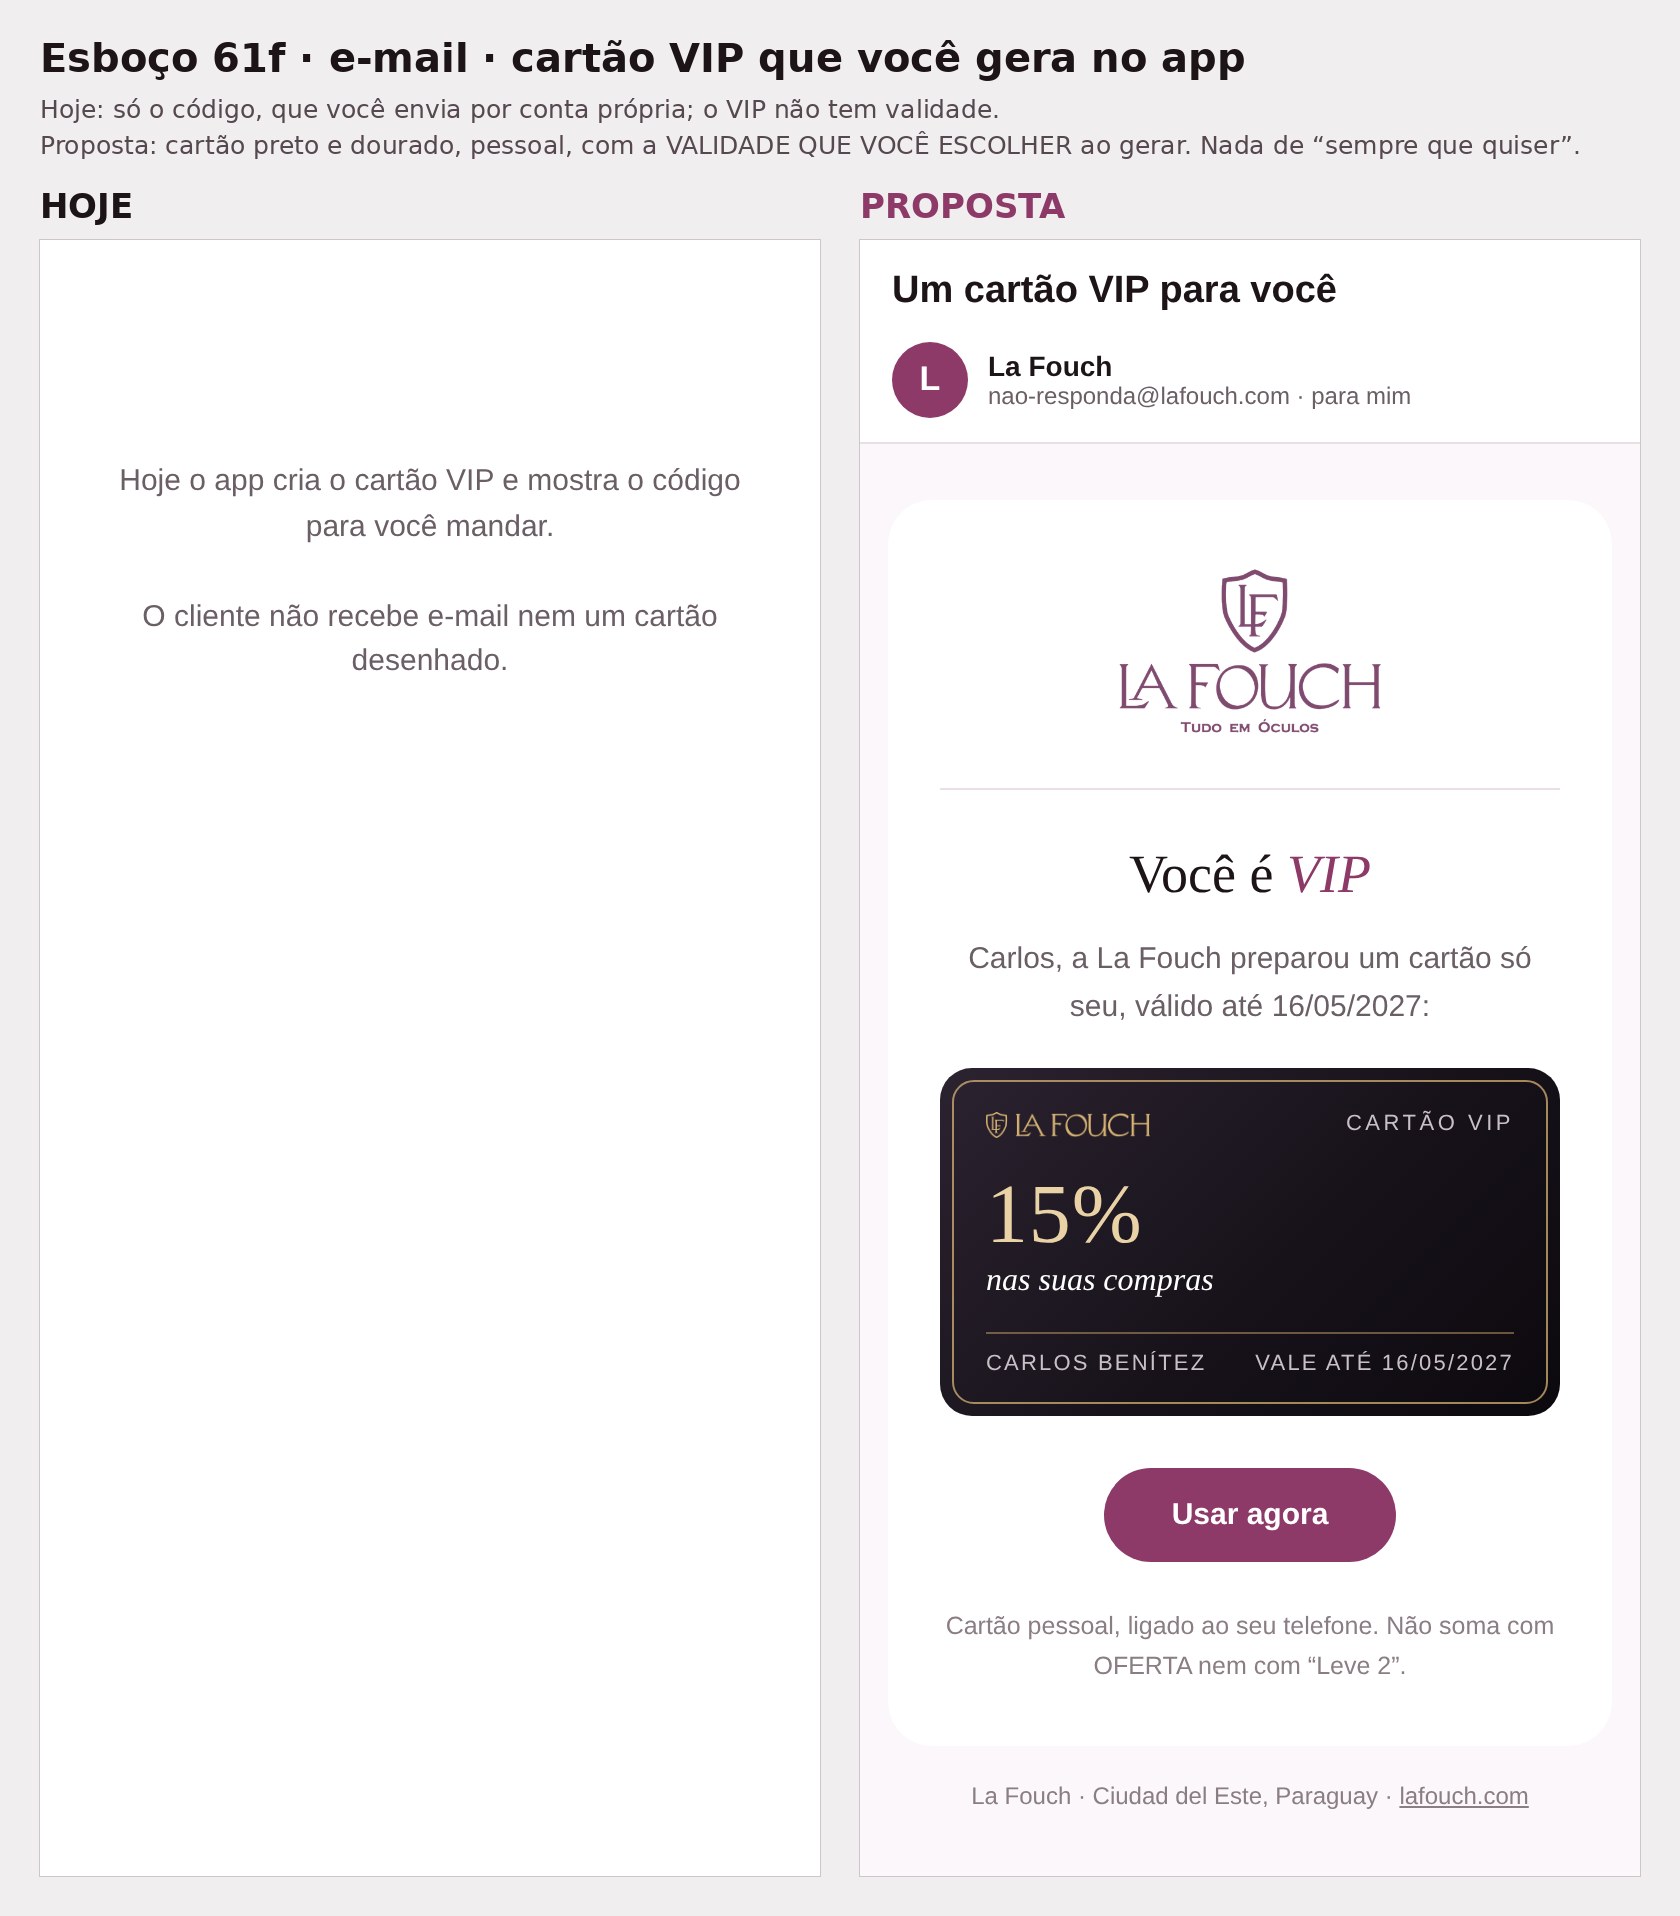 Esboço 61f · e-mail · cartão VIP que você gera no app
Hoje: só o código, que você envia por conta própria; o VIP não tem validade.
Proposta: cartão preto e dourado, pessoal, com a VALIDADE QUE VOCÊ ESCOLHER ao gerar. Nada de “sempre que quiser”.
HOJE
Hoje o app cria o cartão VIP e mostra o código
para você mandar.
O cliente não recebe e-mail nem um cartão
desenhado.
PROPOSTA
Um cartão VIP para você
L
La Fouch
nao-responda@lafouch.com · para mim
LF
LA FOUCH
Tudo em Óculos
Você é VIP
Carlos, a La Fouch preparou um cartão só
seu, válido até 16/05/2027:
LF LA FOUCH
CARTÃO VIP
15%
nas suas compras
CARLOS BENÍTEZ
VALE ATÉ 16/05/2027
Usar agora
Cartão pessoal, ligado ao seu telefone. Não soma com
OFERTA nem com “Leve 2”.
La Fouch · Ciudad del Este, Paraguay · lafouch.com